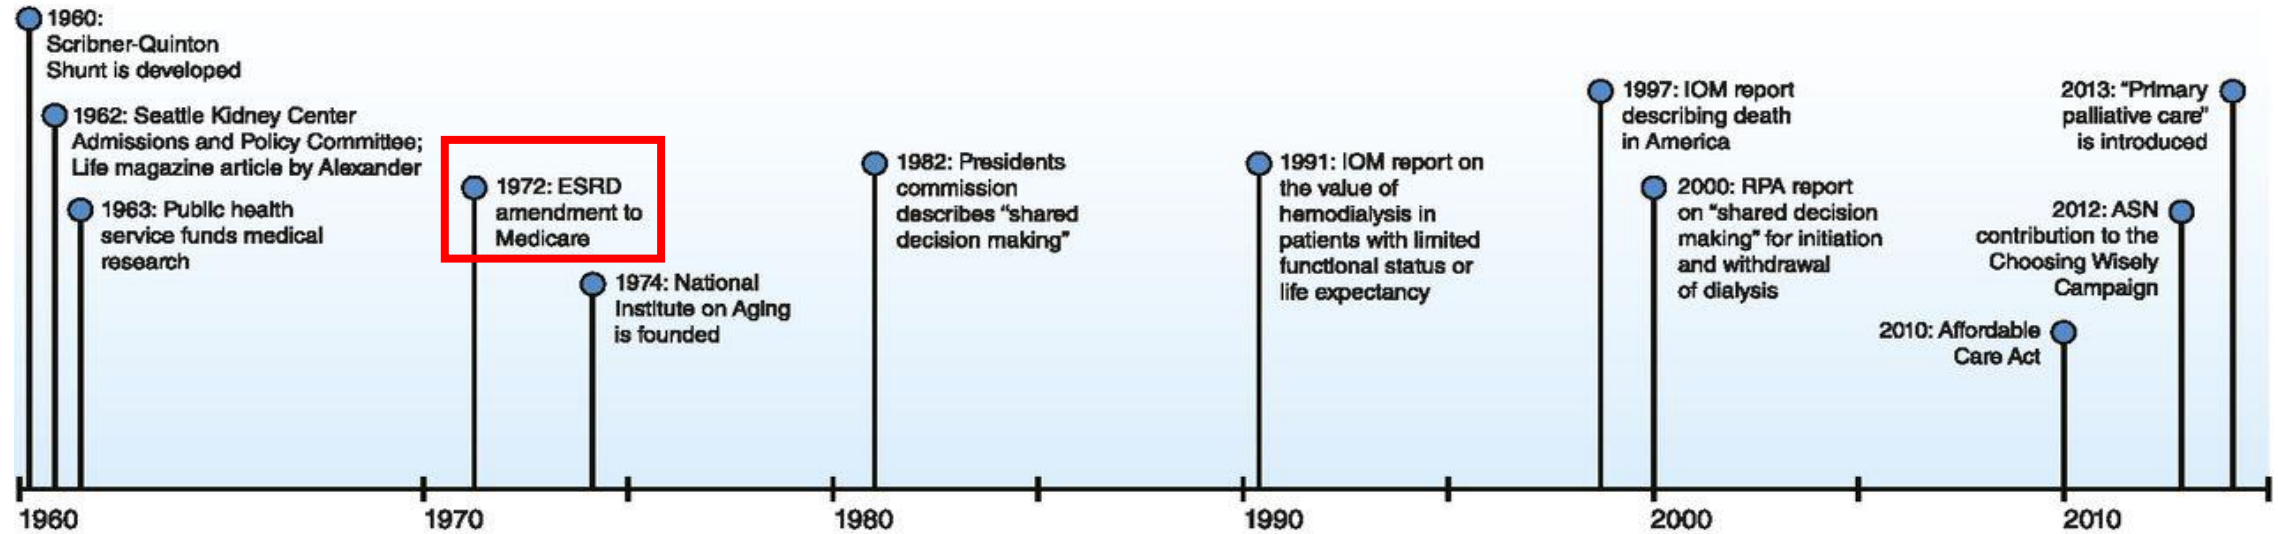 1960:
Scribner-Quinton
Shunt is developed
1962: Seattle Kidney Center
Admissions and Policy Committee;
Life magazine article by Alexander
1963: Public health
service funds medical
research
1972: ESRD
amendment to
Medicare
1974: National
Institute on Aging
is founded
1982: Presidents
commission
describes "shared
decision making"
1991: IOM report on
the value of
hemodialysis in
patients with limited
functional status or
life expectancy
1997: IOM report
describing death
in America
2000: RPA report
on "shared decision
making" for initiation
and withdrawal
of dialysis
2010: Affordable
Care Act
2012: ASN
contribution to the
Choosing Wisely
Campaign
2013: "Primary
palliative care"
is introduced
1960 1970 1980 1990 2000 2010